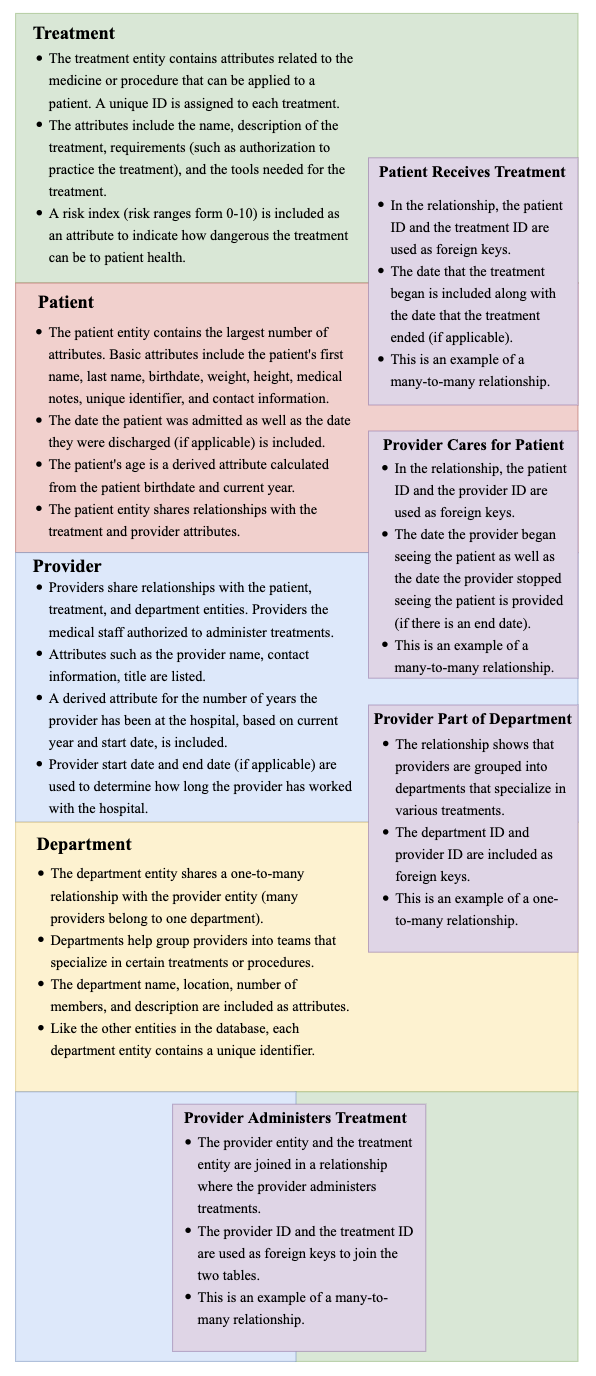 Treatment
• The treatment entity contains attributes related to the
medicine or procedure that can be applied to a
patient. A unique ID is assigned to each treatment.
• The attributes include the name, description of the
treatment, requirements (such as authorization to
practice the treatment), and the tools needed for the
treatment.
• A risk index (risk ranges form 0-10) is included as
an attribute to indicate how dangerous the treatment
can be to patient health.
Patient Receives Treatment
• In the relationship, the patient
ID and the treatment ID are
used as foreign keys.
• The date that the treatment
began is included along with
the date that the treatment
ended (if applicable).
• This is an example of a
many-to-many relationship.
Patient
• The patient entity contains the largest number of
attributes. Basic attributes include the patient's first
name, last name, birthdate, weight, height, medical
notes, unique identifier, and contact information.
• The date the patient was admitted as well as the date
they were discharged (if applicable) is included.
• The patient's age is a derived attribute calculated
from the patient birthdate and current year.
• The patient entity shares relationships with the
treatment and provider attributes.
Provider Cares for Patient
• In the relationship, the patient
ID and the provider ID are
used as foreign keys.
• The date the provider began
seeing the patient as well as
the date the provider stopped
seeing the patient is provided
(if there is an end date).
• This is an example of a
many-to-many relationship.
Provider
• Providers share relationships with the patient,
treatment, and department entities. Providers the
medical staff authorized to administer treatments.
• Attributes such as the provider name, contact
information, title are listed.
• A derived attribute for the number of years the
provider has been at the hospital, based on current
year and start date, is included.
• Provider start date and end date (if applicable) are
used to determine how long the provider has worked
with the hospital.
Provider Part of Department
• The relationship shows that
providers are grouped into
departments that specialize in
various treatments.
• The department ID and
provider ID are included as
foreign keys.
• This is an example of a one-
to-many relationship.
Department
• The department entity shares a one-to-many
relationship with the provider entity (many
providers belong to one department).
• Departments help group providers into teams that
specialize in certain treatments or procedures.
• The department name, location, number of
members, and description are included as attributes.
• Like the other entities in the database, each
department entity contains a unique identifier.
Provider Administers Treatment
• The provider entity and the treatment
entity are joined in a relationship
where the provider administers
treatments.
• The provider ID and the treatment ID
are used as foreign keys to join the
two tables.
• This is an example of a many-to-
many relationship.